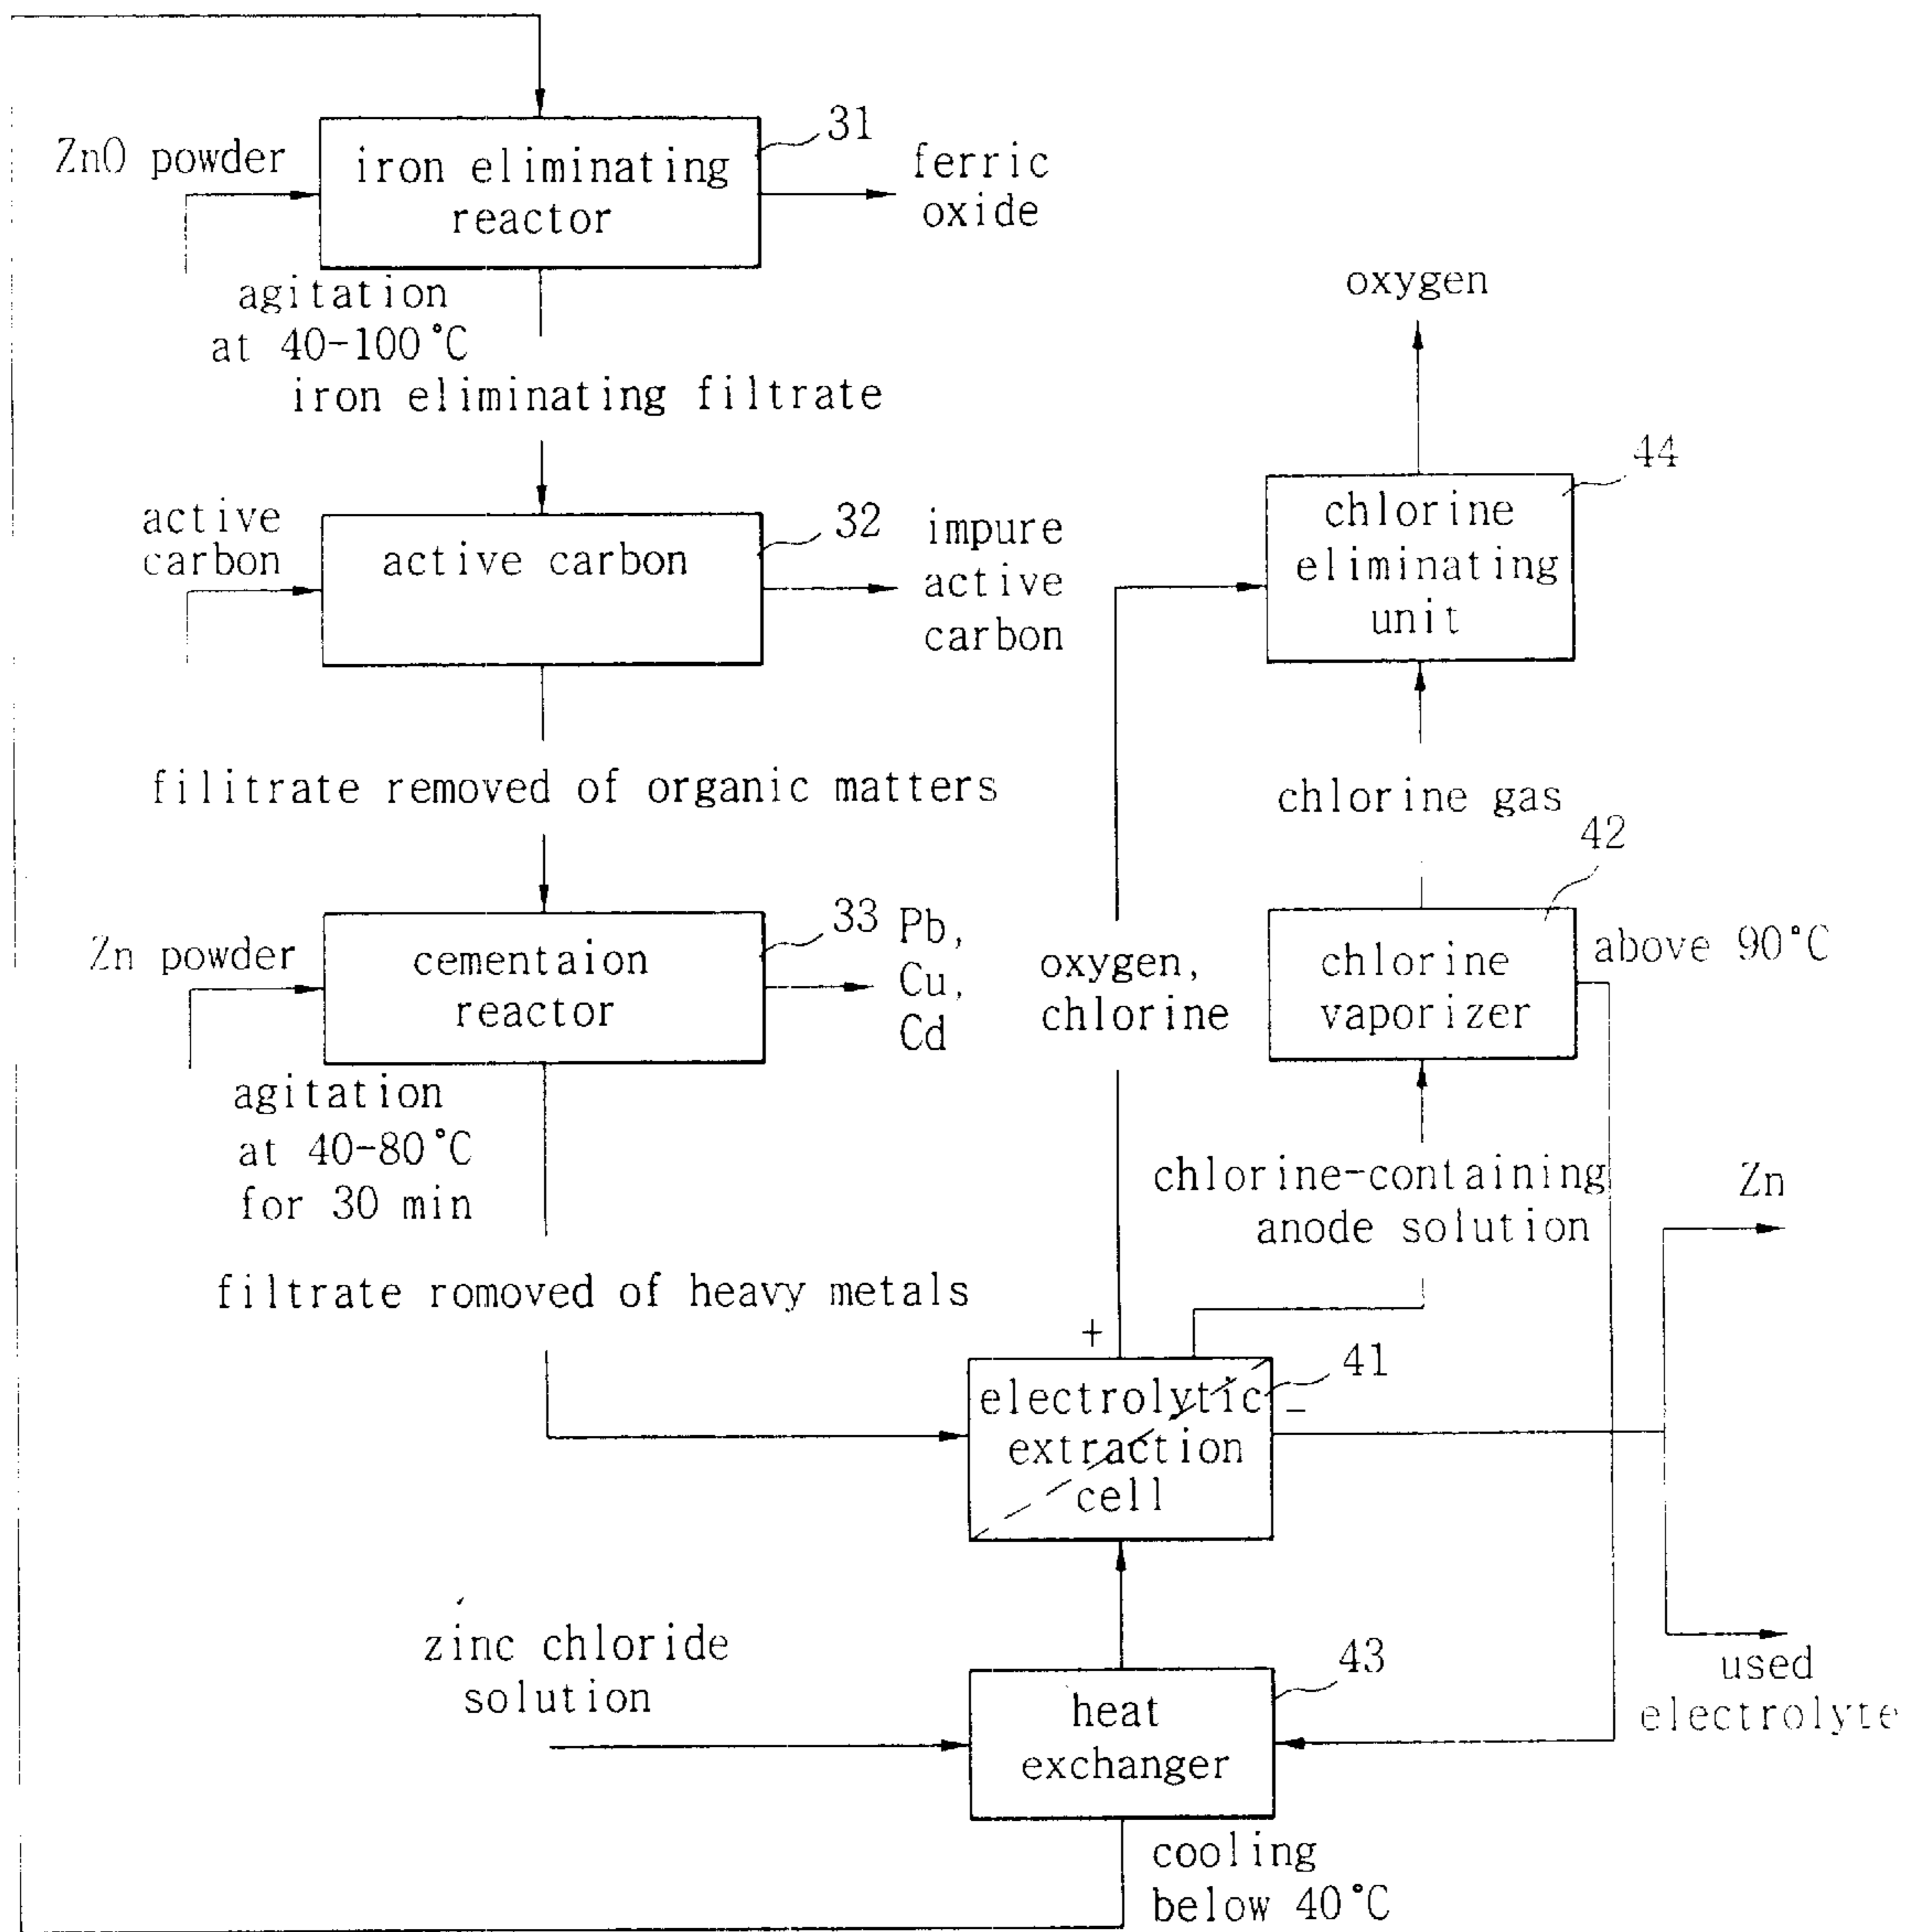 31
ZnO powder
iron eliminating
reactor
ferric
oxide
agitation
at 40-100°C
iron eliminating filtrate
oxygen
44
active
carbon
active carbon
32
impure
active
carbon
chlorine
eliminating
unit
filitrate removed of organic matters
chlorine gas
42
Zn powder
cementaion
reactor
33
Pb,
Cu,
Cd
oxygen,
chlorine
chlorine
vaporizer
above 90°C
agitation
at 40-80°C
for 30 min
chlorine-containing
anode solution
Zn
filtrate romoved of heavy metals
+
41
electrolytic
extraction
cell
-
zinc chloride
solution
43
heat
exchanger
used
electrolyte
cooling
below 40°C